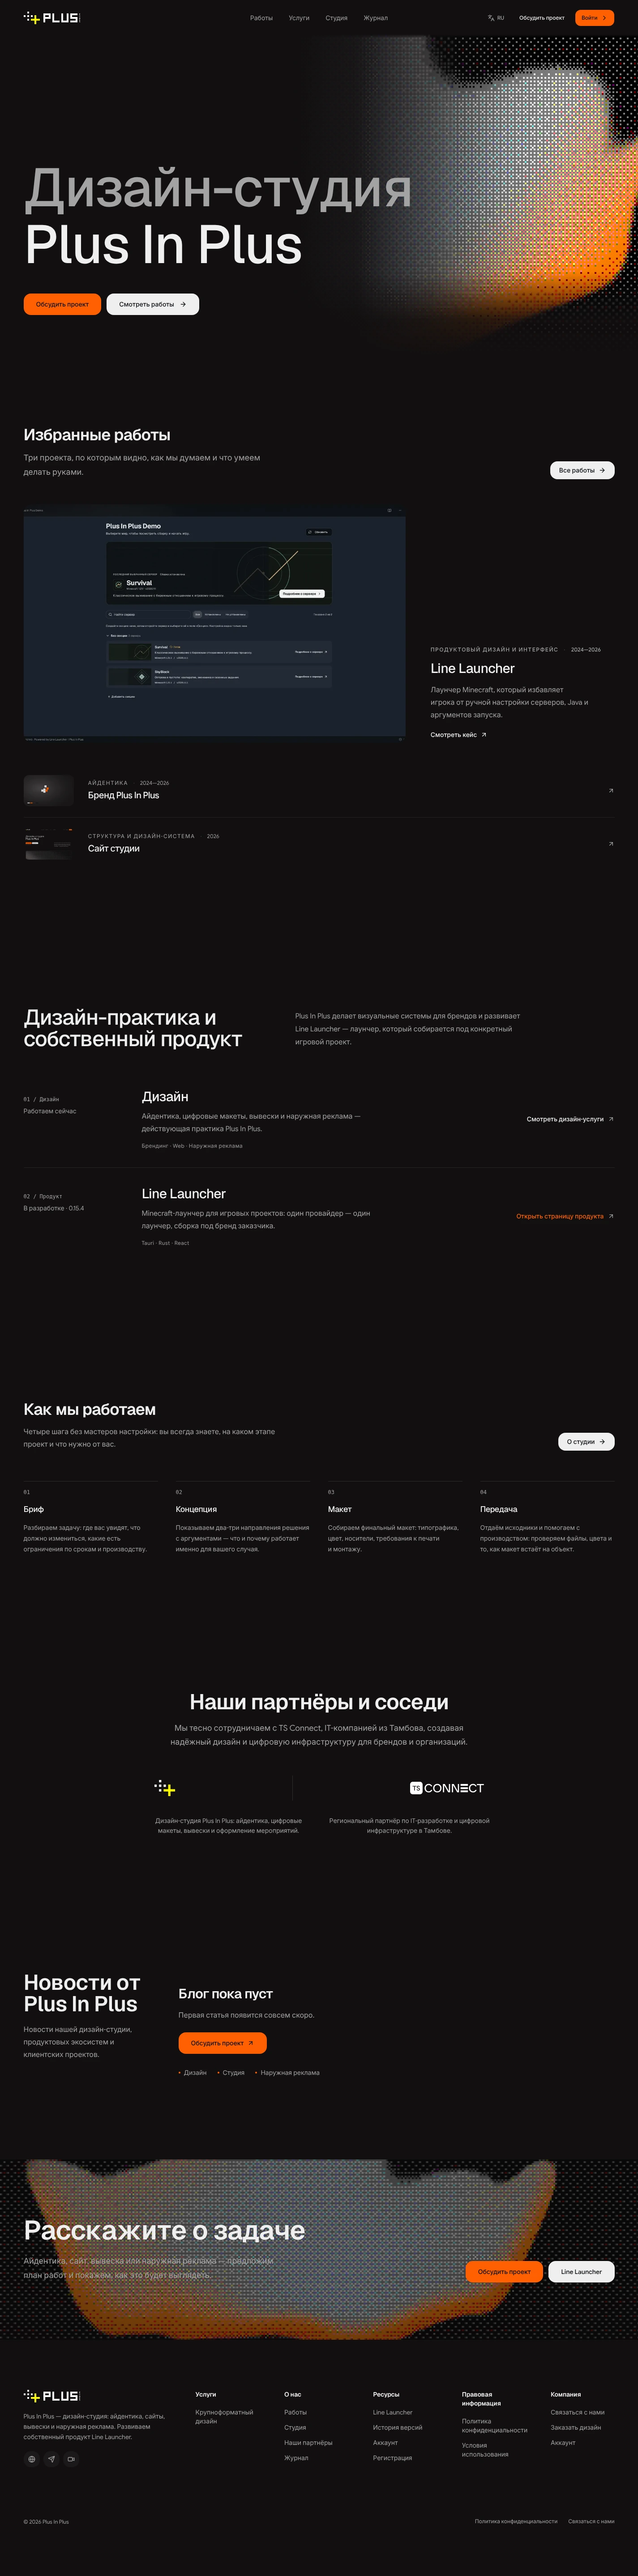 PLUS
Работы
Услуги
Студия
Журнал
RU
Обсудить проект
Войти
Дизайн-студия
Plus In Plus
Обсудить проект
Смотреть работы
Избранные работы
Три проекта, по которым видно, как мы думаем и что умеем
делать руками.
Все работы
Plus In Plus Demo
Survival
Подробнее о сервере
Survival
SkyBlock
ПРОДУКТОВЫЙ ДИЗАЙН И ИНТЕРФЕЙС · 2024—2026
Line Launcher
Лаунчер Minecraft, который избавляет
игрока от ручной настройки серверов, Java и
аргументов запуска.
Смотреть кейс
АЙДЕНТИКА · 2024—2026
Бренд Plus In Plus
СТРУКТУРА И ДИЗАЙН-СИСТЕМА · 2026
Сайт студии
Дизайн-практика и
собственный продукт
Plus In Plus делает визуальные системы для брендов и развивает
Line Launcher — лаунчер, который собирается под конкретный
игровой проект.
01 / Дизайн
Работаем сейчас
Дизайн
Айдентика, цифровые макеты, вывески и наружная реклама —
действующая практика Plus In Plus.
Брендинг · Web · Наружная реклама
Смотреть дизайн-услуги
02 / Продукт
В разработке · 0.15.4
Line Launcher
Minecraft-лаунчер для игровых проектов: один провайдер — один
лаунчер, сборка под бренд заказчика.
Tauri · Rust · React
Открыть страницу продукта
Как мы работаем
Четыре шага без мастеров настройки: вы всегда знаете, на каком этапе
проект и что нужно от вас.
О студии
01
Бриф
Разбираем задачу: где вас увидят, что
должно измениться, какие есть
ограничения по срокам и производству.
02
Концепция
Показываем два-три направления решения
с аргументами — что и почему работает
именно для вашего случая.
03
Макет
Собираем финальный макет: типографика,
цвет, носители, требования к печати
и монтажу.
04
Передача
Отдаём исходники и помогаем с
производством: проверяем файлы, цвета и
то, как макет встаёт на объект.
Наши партнёры и соседи
Мы тесно сотрудничаем с TS Connect, IT-компанией из Тамбова, создавая
надёжный дизайн и цифровую инфраструктуру для брендов и организаций.
Дизайн-студия Plus In Plus: айдентика, цифровые
макеты, вывески и оформление мероприятий.
TS CONNECT
Региональный партнёр по IT-разработке и цифровой
инфраструктуре в Тамбове.
Новости от
Plus In Plus
Новости нашей дизайн-студии,
продуктовых экосистем и
клиентских проектов.
Блог пока пуст
Первая статья появится совсем скоро.
Обсудить проект
Дизайн
Студия
Наружная реклама
Расскажите о задаче
Айдентика, сайт, вывеска или наружная реклама — предложим
план работ и покажем, как это будет выглядеть.
Обсудить проект
Line Launcher
PLUS
Plus In Plus — дизайн-студия: айдентика, сайты,
вывески и наружная реклама. Развиваем
собственный продукт Line Launcher.
Услуги
Крупноформатный
дизайн
О нас
Работы
Студия
Наши партнёры
Журнал
Ресурсы
Line Launcher
История версий
Аккаунт
Регистрация
Правовая
информация
Политика
конфиденциальности
Условия
использования
Компания
Связаться с нами
Заказать дизайн
Аккаунт
© 2026 Plus In Plus
Политика конфиденциальности
Связаться с нами